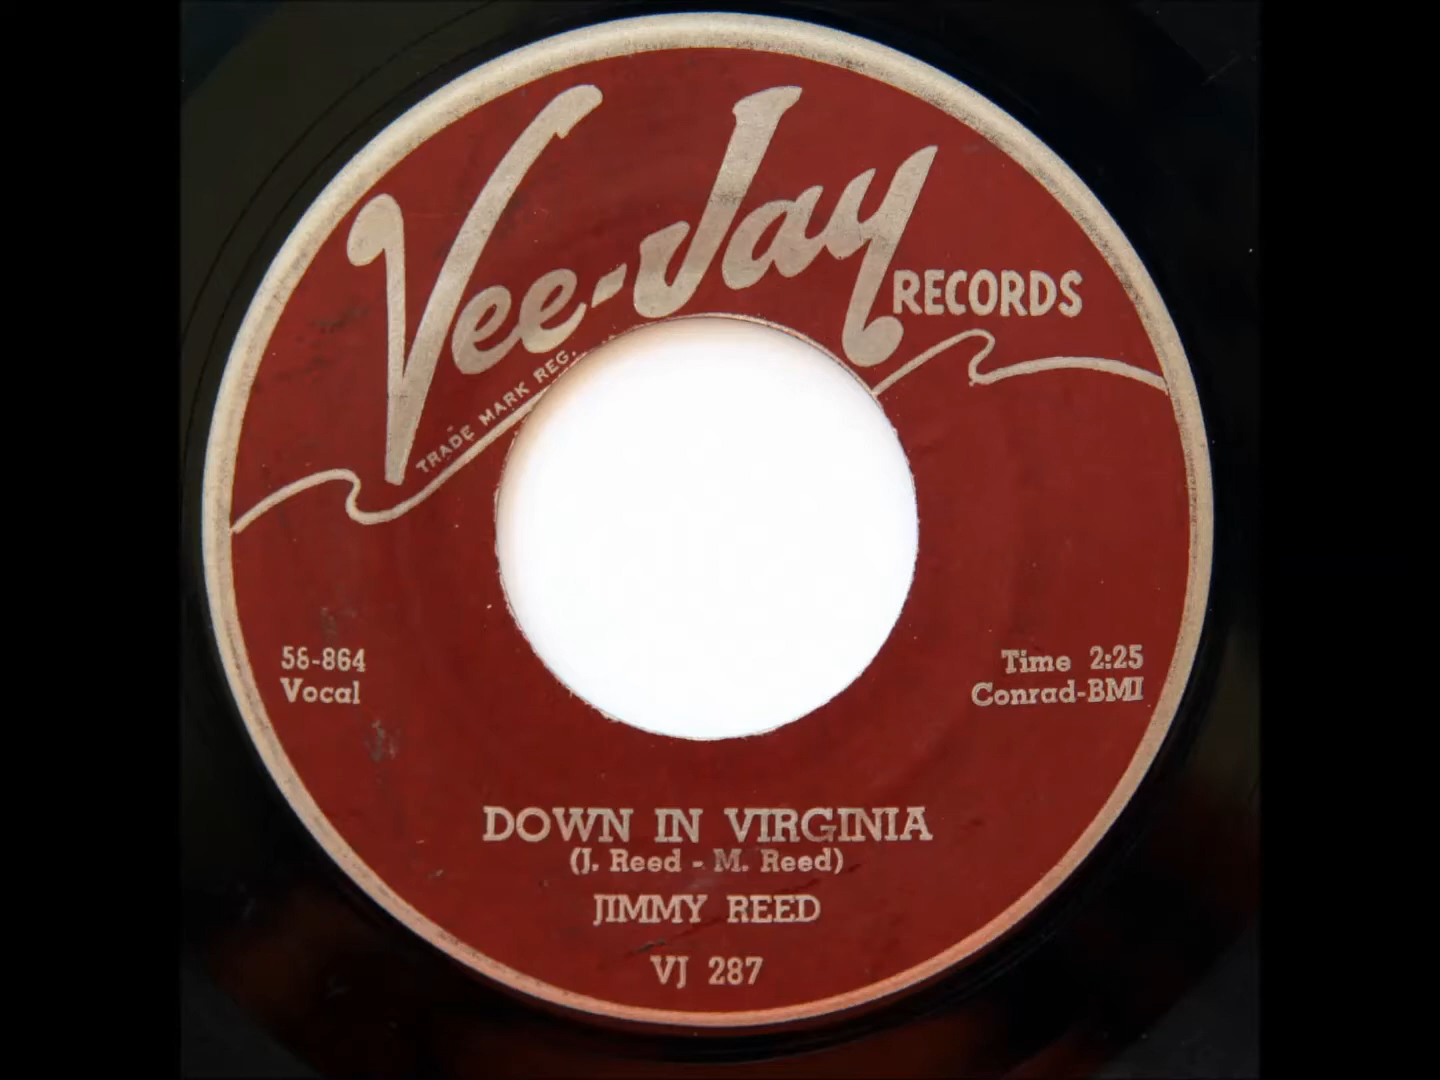 Vee-Jay
RECORDS
TRADE MARK REG.
58-864
Vocal
Time 2:25
Conrad-BMI
DOWN IN VIRGINIA
(J. Reed - M. Reed)
JIMMY REED
VJ 287